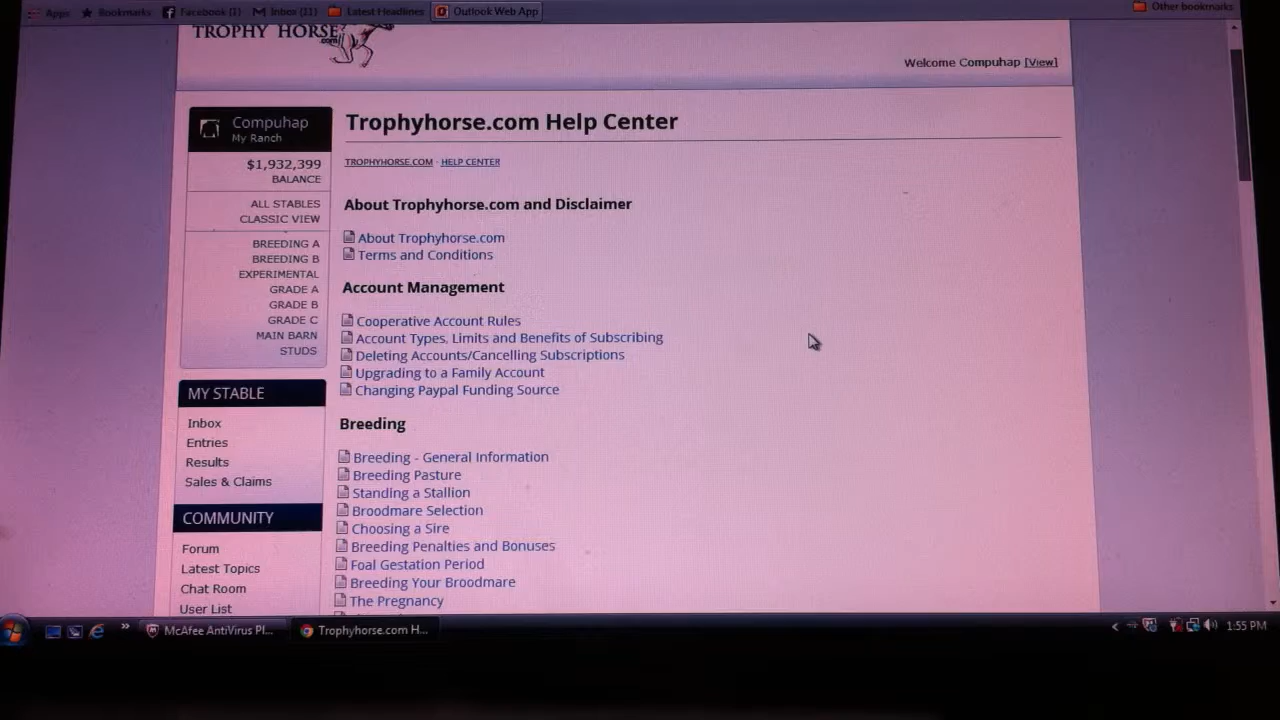 Apps Bookmarks Facebook (1) Inbox (11) Latest Headlines Outlook Web App Other bookmarks
TROPHY HORSE
.com
Welcome Compuhap [View]
Compuhap
My Ranch
$1,932,399
BALANCE
ALL STABLES
CLASSIC VIEW
BREEDING A
BREEDING B
EXPERIMENTAL
GRADE A
GRADE B
GRADE C
MAIN BARN
STUDS
MY STABLE
Inbox
Entries
Results
Sales & Claims
COMMUNITY
Forum
Latest Topics
Chat Room
User List
Trophyhorse.com Help Center
TROPHYHORSE.COM - HELP CENTER
About Trophyhorse.com and Disclaimer
About Trophyhorse.com
Terms and Conditions
Account Management
Cooperative Account Rules
Account Types, Limits and Benefits of Subscribing
Deleting Accounts/Cancelling Subscriptions
Upgrading to a Family Account
Changing Paypal Funding Source
Breeding
Breeding - General Information
Breeding Pasture
Standing a Stallion
Broodmare Selection
Choosing a Sire
Breeding Penalties and Bonuses
Foal Gestation Period
Breeding Your Broodmare
The Pregnancy
McAfee AntiVirus Pl... Trophyhorse.com H... 1:55 PM